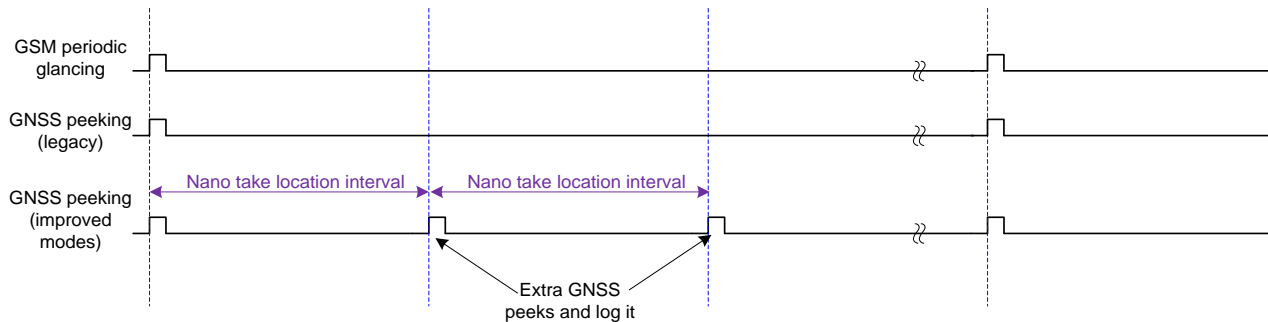 GSM periodic
glancing
GNSS peeking
(legacy)
Nano take location interval
Nano take location interval
GNSS peeking
(improved
modes)
Extra GNSS
peeks and log it